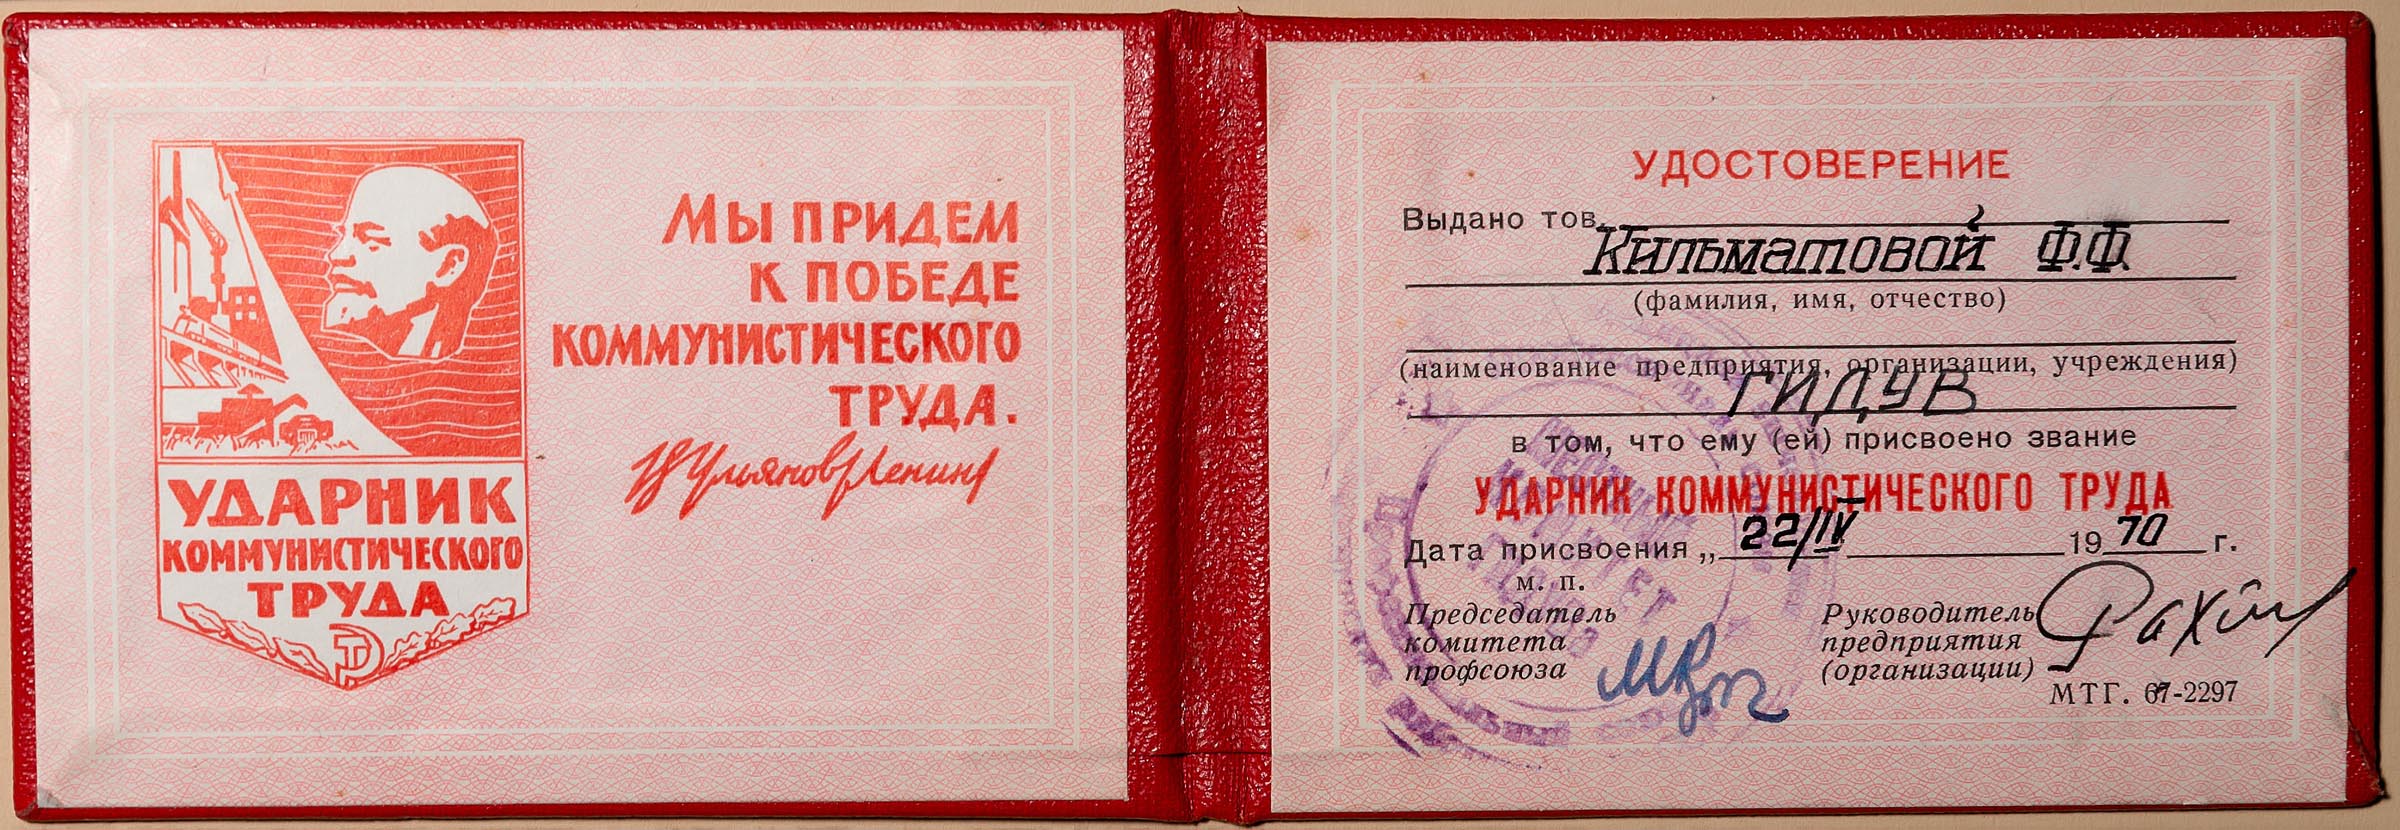 УДАРНИК
КОММУНИСТИЧЕСКОГО
ТРУДА
МЫ ПРИДЕМ
К ПОБЕДЕ
КОММУНИСТИЧЕСКОГО
ТРУДА.
В Ульянов (Ленин)
УДОСТОВЕРЕНИЕ
Выдано тов.
Кильматовой Ф.Ф.
(фамилия, имя, отчество)
(наименование предприятия, организации, учреждения)
ГИДУВ
в том, что ему (ей) присвоено звание
УДАРНИК КОММУНИСТИЧЕСКОГО ТРУДА
Дата присвоения „ 22/IV 1970 г.
м. п.
Председатель
комитета
профсоюза
Руководитель
предприятия
(организации)
МТГ. 67-2297
МЕСТНЫЙ
КОМИТЕТ